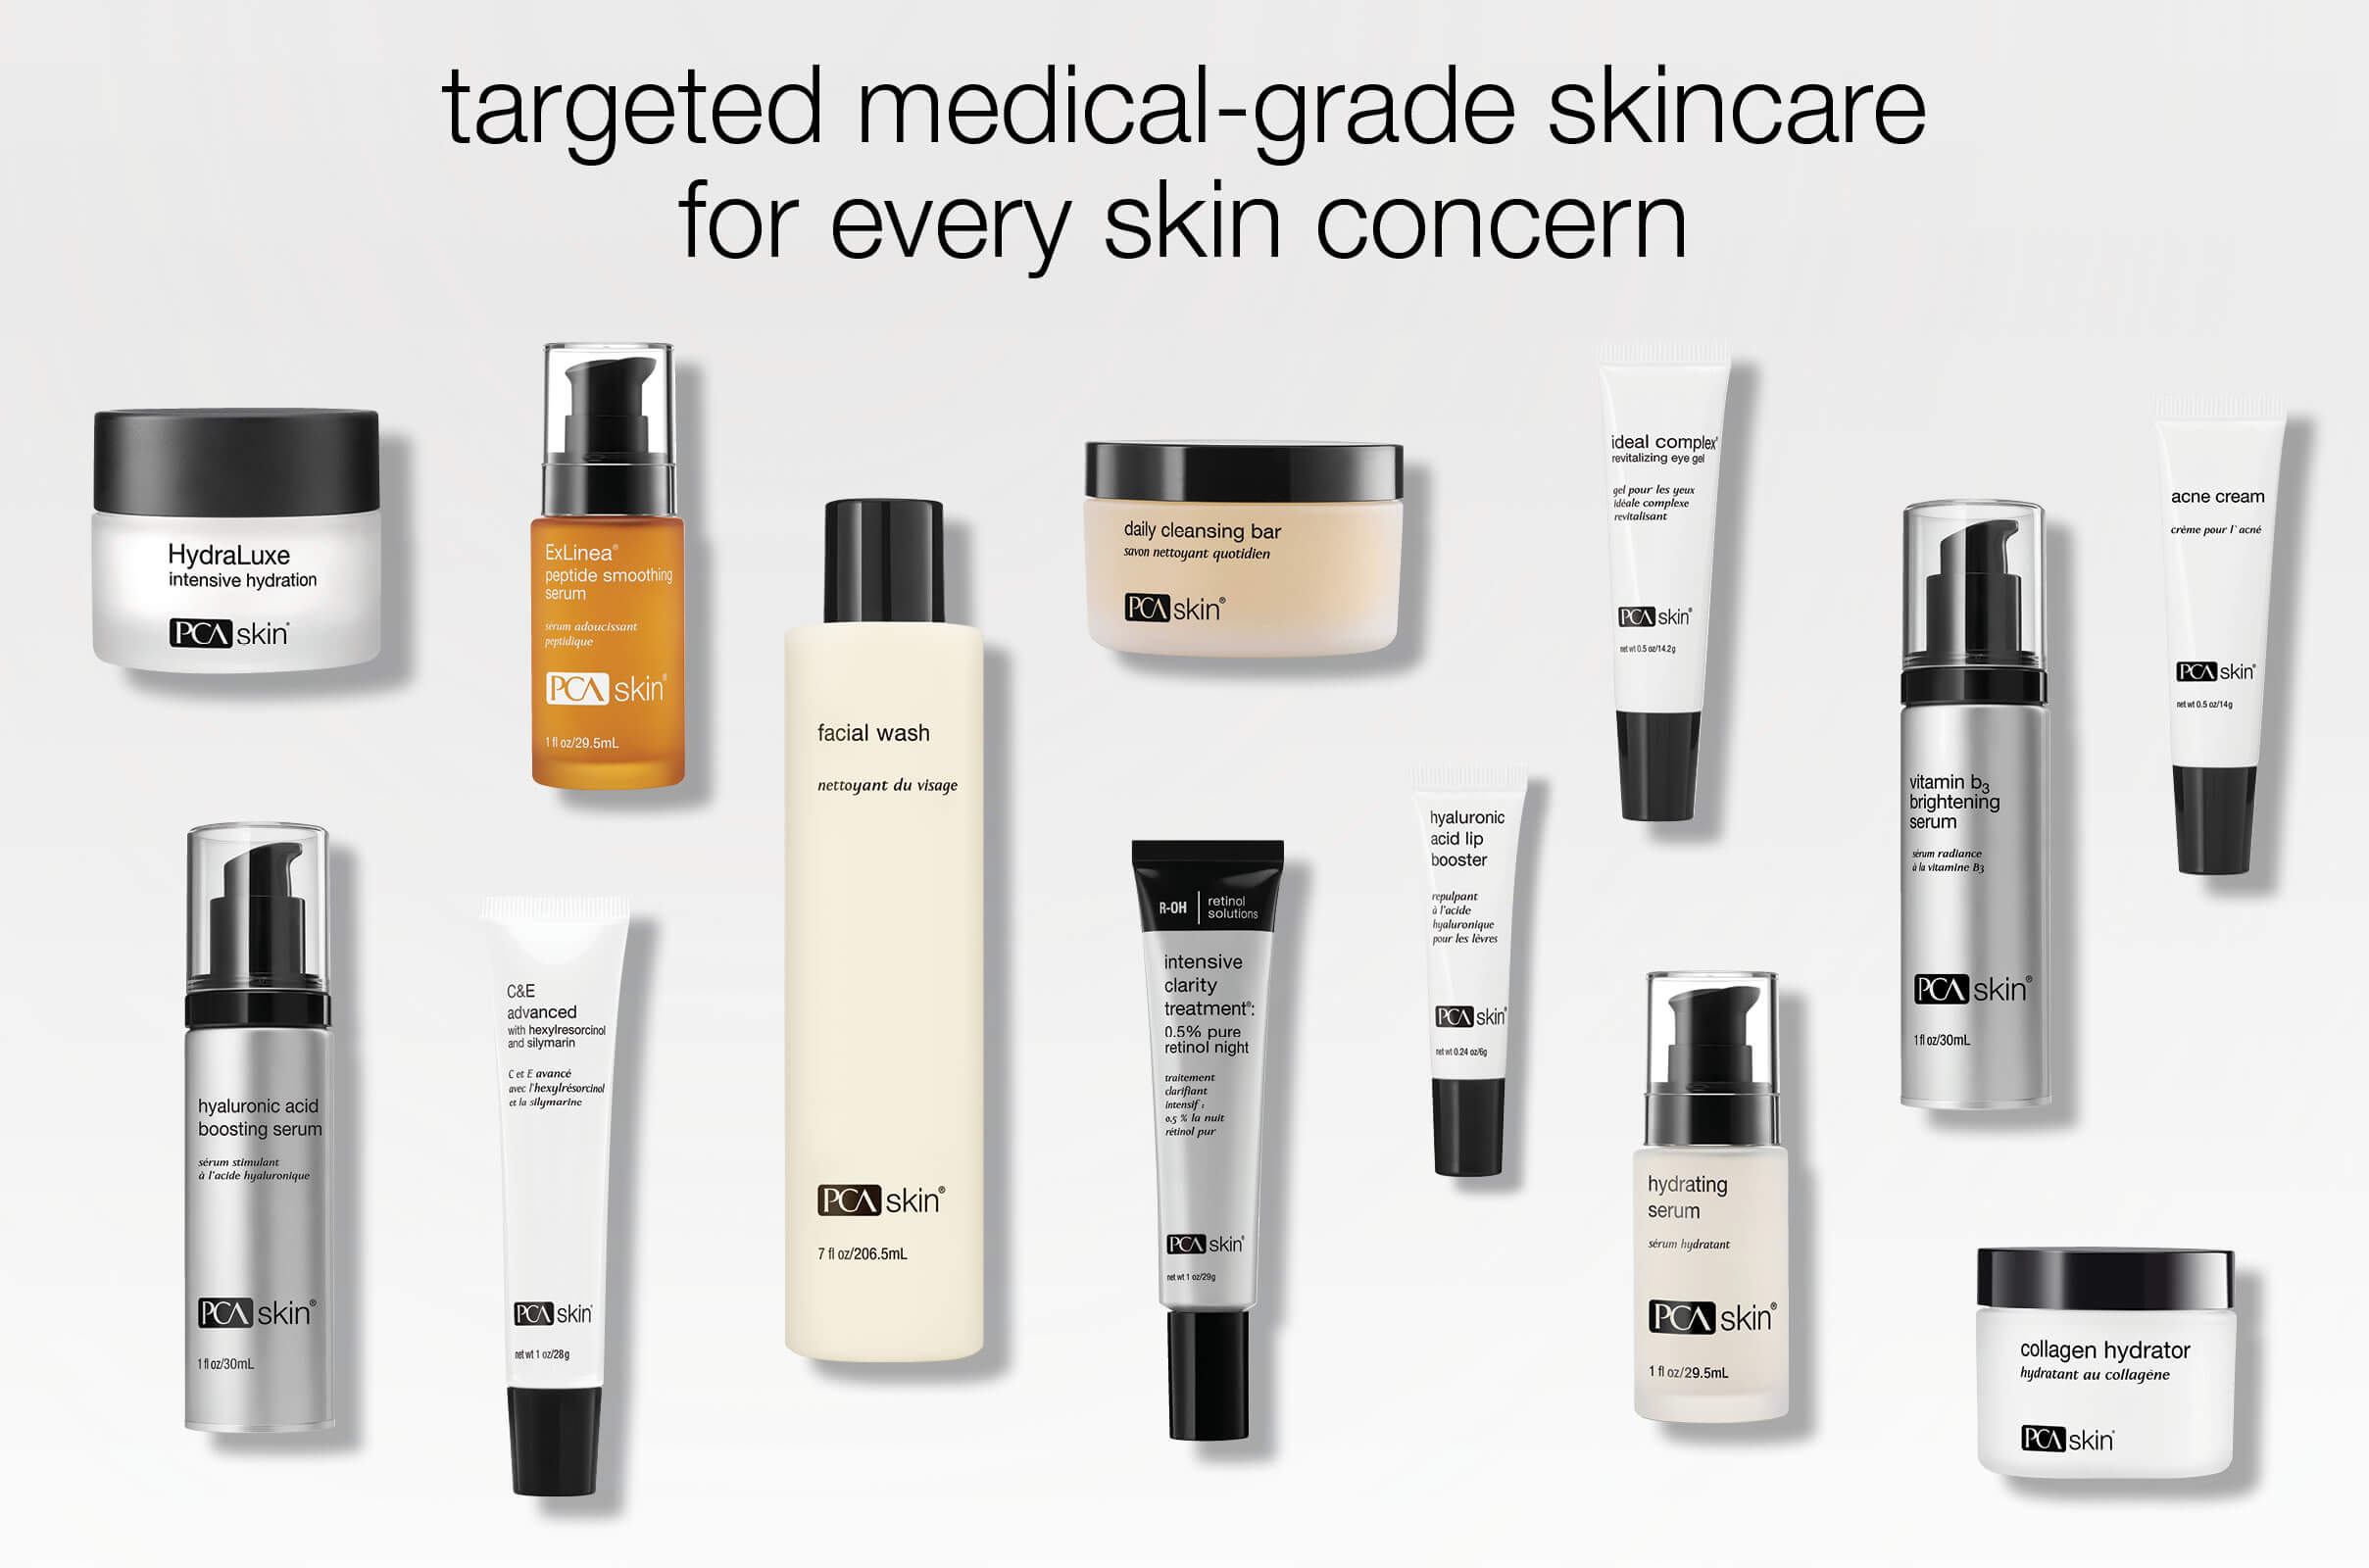 targeted medical-grade skincare
for every skin concern
HydraLuxe
intensive hydration
PCA skin®
ExLinea®
peptide smoothing
serum
sérum adoucissant
peptidique
PCA skin®
1 fl oz/29.5mL
facial wash
nettoyant du visage
PCA skin®
7 fl oz/206.5mL
daily cleansing bar
savon nettoyant quotidien
PCA skin®
ideal complex®
revitalizing eye gel
gel pour les yeux
idéale complexe
revitalisant
PCA skin®
net wt 0.5 oz/14.2g
vitamin b3
brightening
serum
sérum radiance
à la vitamine B3
PCA skin®
1 fl oz/30mL
acne cream
crème pour l'acné
PCA skin®
net wt 0.5 oz/14g
hyaluronic acid
boosting serum
sérum stimulant
à l'acide hyaluronique
PCA skin®
1 fl oz/30mL
C&E
advanced
with hexylresorcinol
and silymarin
C et E avancé
avec l'hexylrésorcinol
et la silymarine
PCA skin®
net wt 1 oz/28g
R-OH | retinol
solutions
intensive
clarity
treatment®:
0.5% pure
retinol night
traitement
clarifiant
intensif :
0,5 % la nuit
rétinol pur
PCA skin®
net wt 1 oz/29g
hyaluronic
acid lip
booster
repulpant
à l'acide
hyaluronique
pour les lèvres
PCA skin®
net wt 0.24 oz/6g
hydrating
serum
sérum hydratant
PCA skin®
1 fl oz/29.5mL
collagen hydrator
hydratant au collagène
PCA skin®